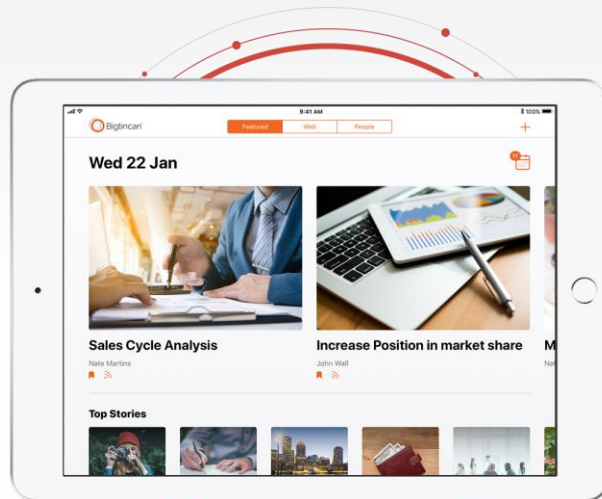 9:41 AM
100%
Bigtincan
Featured
Web
People
Wed 22 Jan
11
Sales Cycle Analysis
Increase Position in market share
M
Nate Martins
John Wall
Nat
Top Stories